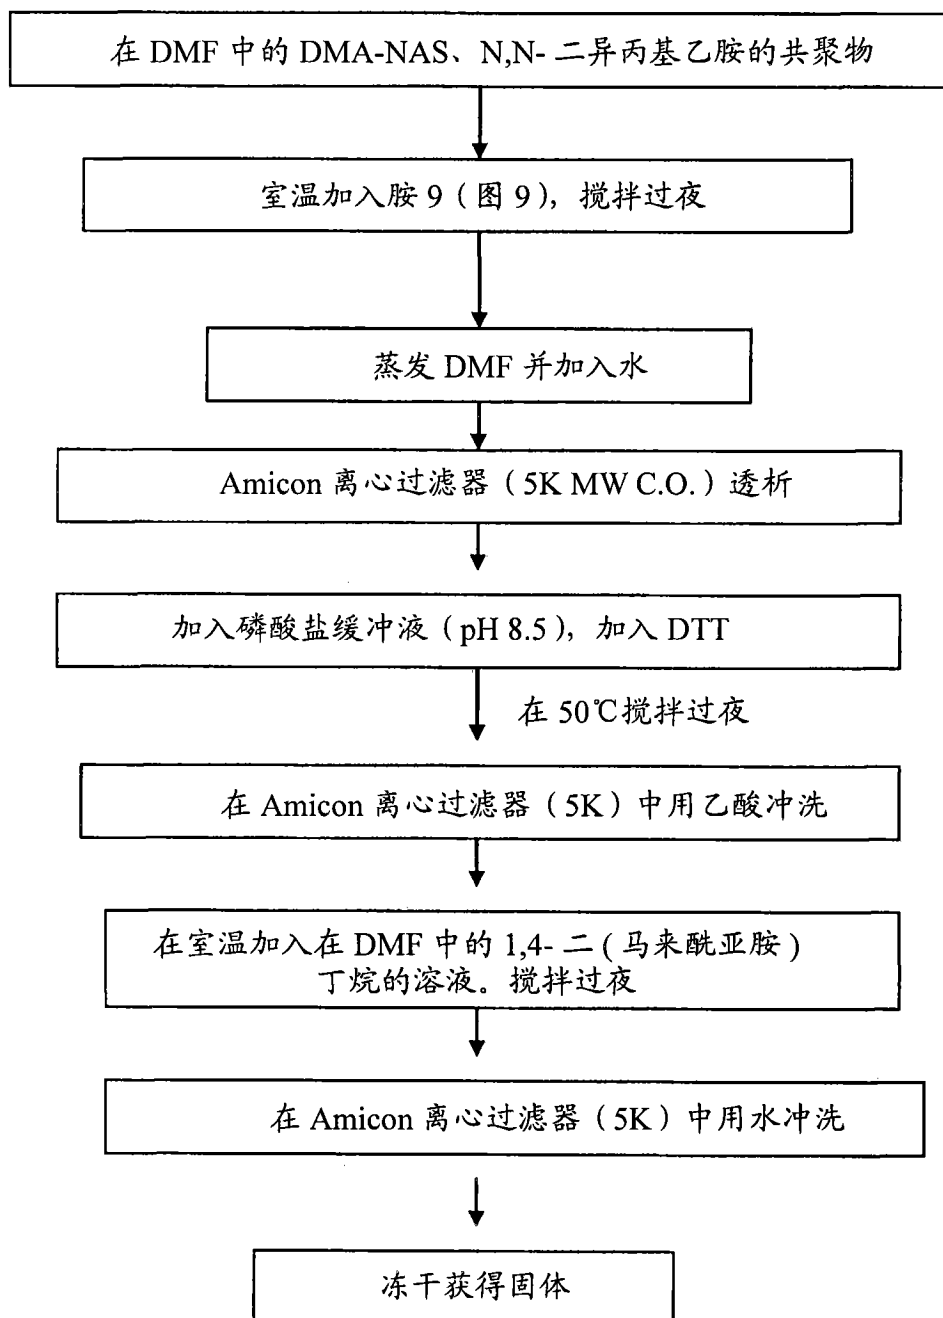 在 DMF 中的 DMA-NAS、N,N- 二异丙基乙胺的共聚物
室温加入胺 9（图 9），搅拌过夜
蒸发 DMF 并加入水
Amicon 离心过滤器（5K MW C.O.）透析
加入磷酸盐缓冲液（pH 8.5），加入 DTT
在 50℃搅拌过夜
在 Amicon 离心过滤器（5K）中用乙酸冲洗
在室温加入在 DMF 中的 1,4- 二 ( 马来酰亚胺 )
丁烷的溶液。搅拌过夜
在 Amicon 离心过滤器（5K）中用水冲洗
冻干获得固体